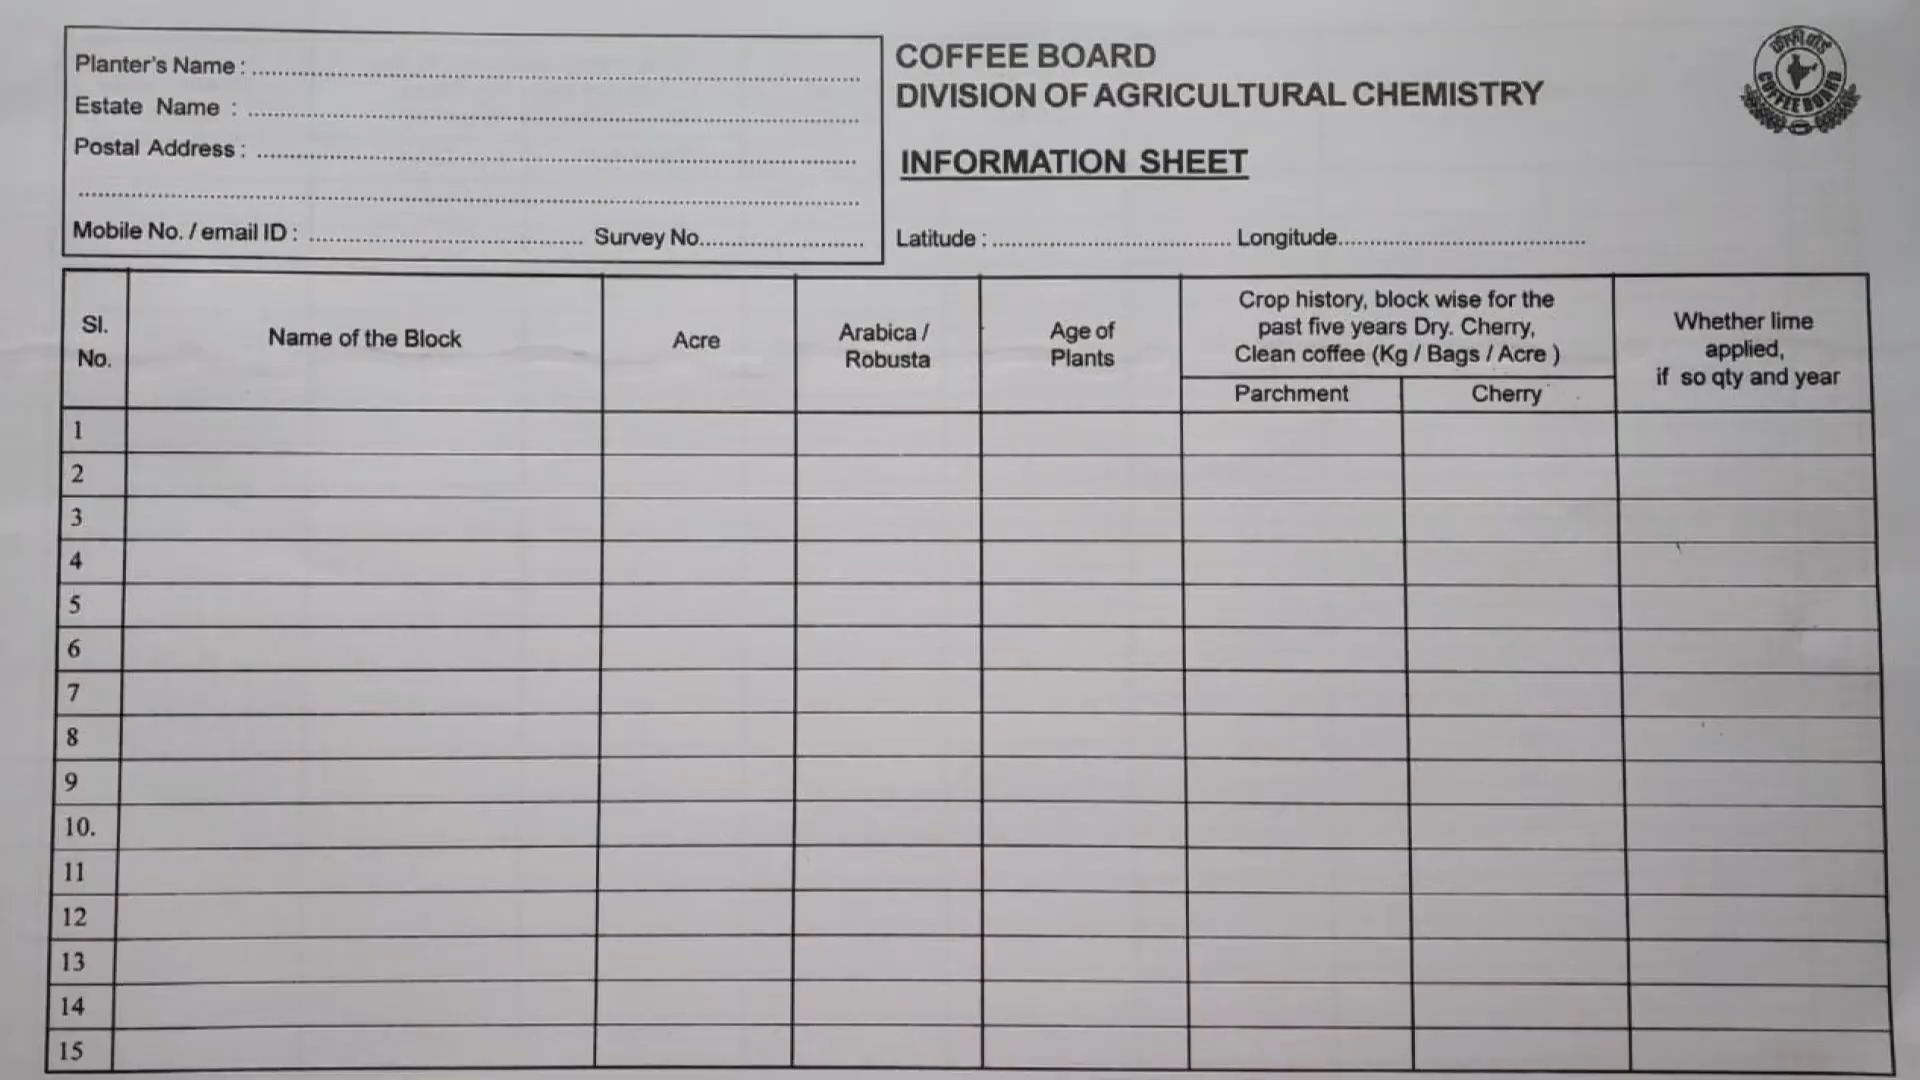 Planter's Name : ..........
Estate Name : ..........
Postal Address : ..........
Mobile No. / email ID : .......... Survey No..........
COFFEE BOARD
DIVISION OF AGRICULTURAL CHEMISTRY
INFORMATION SHEET
Latitude : .......... Longitude..........
कॉफी बोर्ड
COFFEE BOARD
Sl.
No.
Name of the Block
Acre
Arabica /
Robusta
Age of
Plants
Crop history, block wise for the
past five years Dry. Cherry,
Clean coffee (Kg / Bags / Acre )
Parchment
Cherry
Whether lime
applied,
if so qty and year
1
2
3
4
5
6
7
8
9
10.
11
12
13
14
15